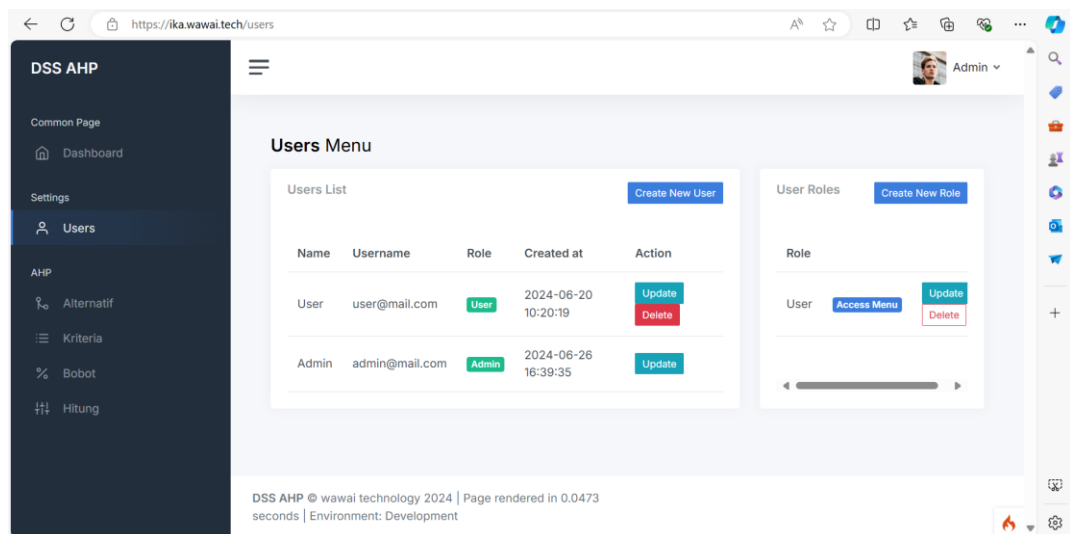 https://ika.wawai.tech/users
DSS AHP
Admin
Common Page
Dashboard
Settings
Users
AHP
Alternatif
Kriteria
Bobot
Hitung
Users Menu
Users List
Create New User
Name Username Role Created at Action
User user@mail.com User 2024-06-20 10:20:19 Update Delete
Admin admin@mail.com Admin 2024-06-26 16:39:35 Update
User Roles
Create New Role
Role
User Access Menu Update Delete
DSS AHP © wawai technology 2024 | Page rendered in 0.0473
seconds | Environment: Development